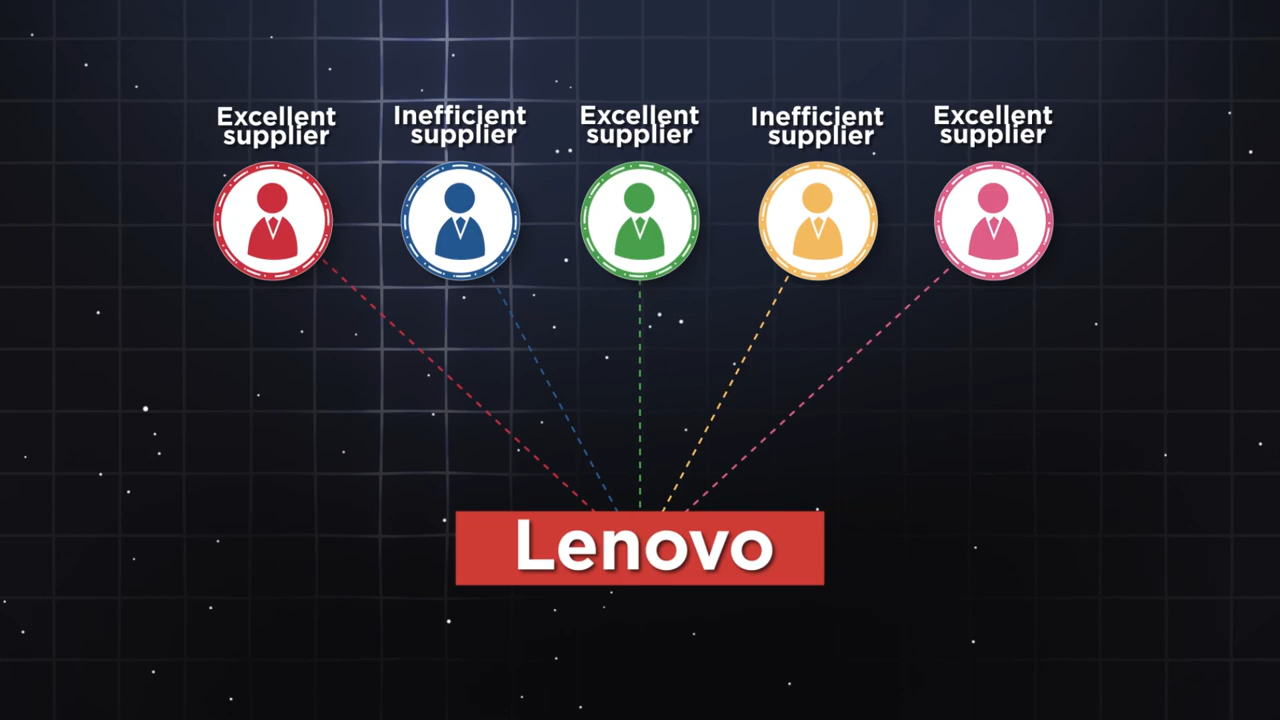 Excellent
supplier
Inefficient
supplier
Excellent
supplier
Inefficient
supplier
Excellent
supplier
Lenovo